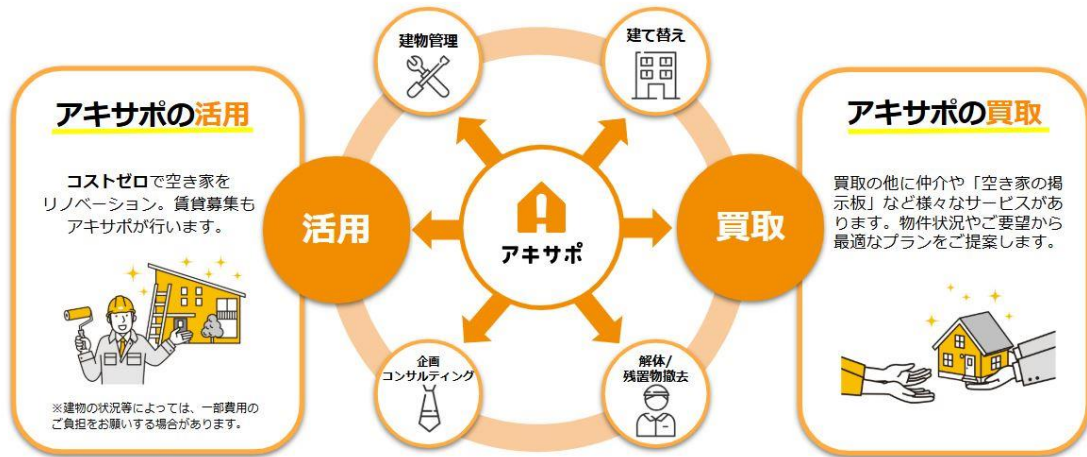 アキサポの活用
コストゼロで空き家を
リノベーション。賃貸募集も
アキサポが行います。
※建物の状況等によっては、一部費用の
ご負担をお願いする場合があります。
建物管理
建て替え
活用
アキサポ
買取
企画
コンサルティング
解体/
残置物撤去
アキサポの買取
買取の他に仲介や「空き家の掲
示板」など様々なサービスがあ
ります。物件状況やご要望から
最適なプランをご提案します。